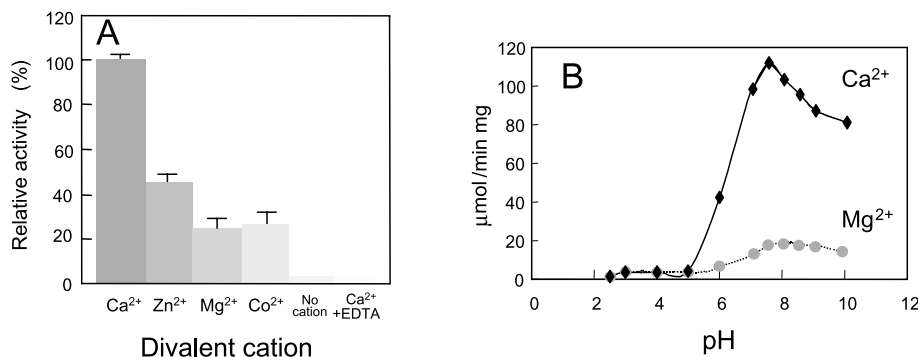 A
120
100
80
60
40
20
0
Relative activity (%)
Ca²⁺ Zn²⁺ Mg²⁺ Co²⁺ No cation Ca²⁺ +EDTA
Divalent cation
B
120
100
80
60
40
20
0
μmol/min mg
Ca²⁺
Mg²⁺
0 2 4 6 8 10 12
pH